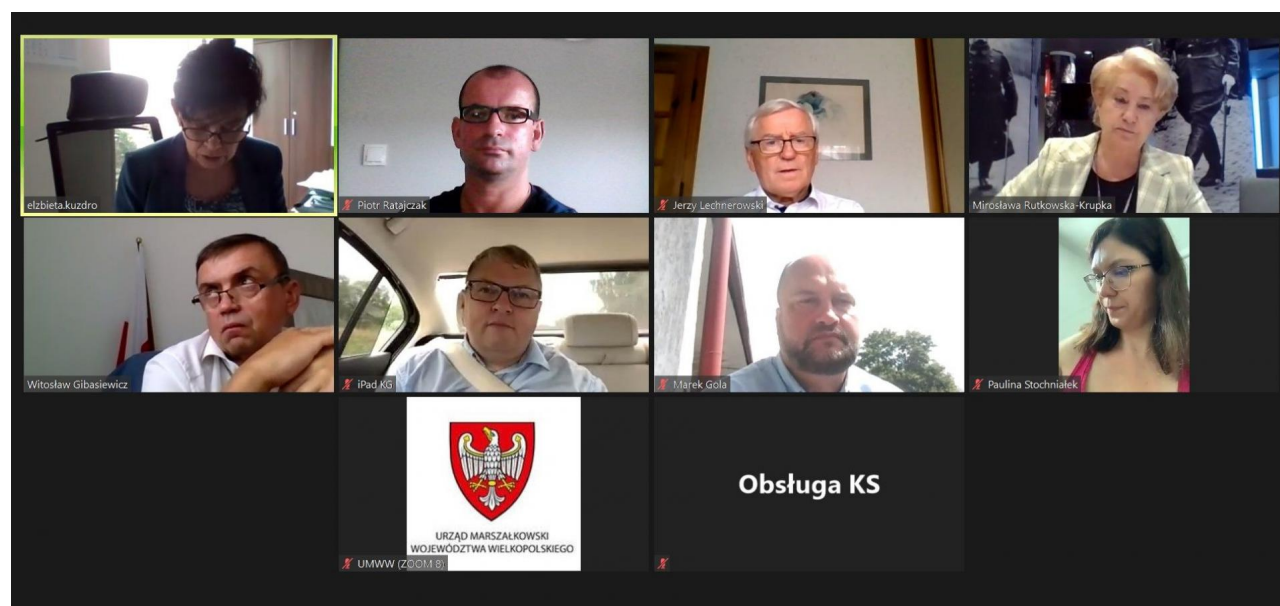 elzbieta.kuzdro
Piotr Ratajczak
Jerzy Lechnerowski
Mirosława Rutkowska-Krupka
Witosław Gibasiewicz
iPad KG
Marek Gola
Paulina Stochniałek
URZĄD MARSZAŁKOWSKI
WOJEWÓDZTWA WIELKOPOLSKIEGO
UMWW (ZOOM 8)
Obsługa KS